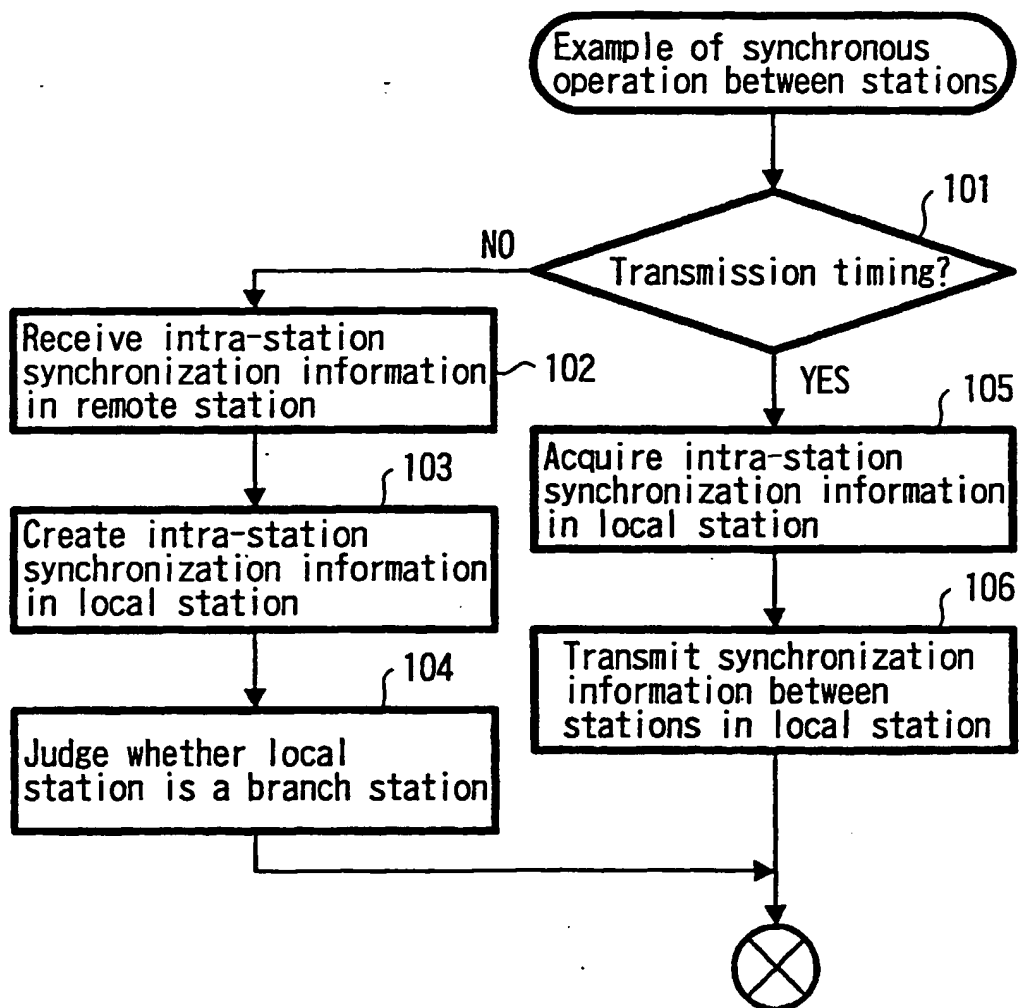 Example of synchronous
operation between stations
101
Transmission timing?
NO
YES
Receive intra-station
synchronization information
in remote station
102
103
Create intra-station
synchronization information
in local station
104
Judge whether local
station is a branch station
105
Acquire intra-station
synchronization information
in local station
106
Transmit synchronization
information between
stations in local station